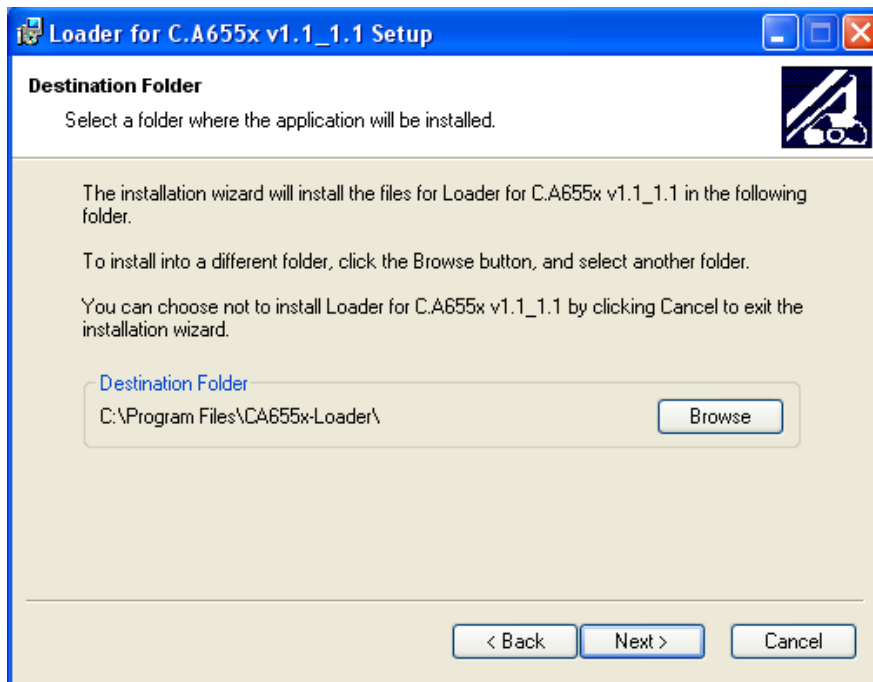 Loader for C.A655x v1.1_1.1 Setup
Destination Folder
Select a folder where the application will be installed.
The installation wizard will install the files for Loader for C.A655x v1.1_1.1 in the following
folder.
To install into a different folder, click the Browse button, and select another folder.
You can choose not to install Loader for C.A655x v1.1_1.1 by clicking Cancel to exit the
installation wizard.
Destination Folder
C:\Program Files\CA655x-Loader\
Browse
< Back
Next >
Cancel